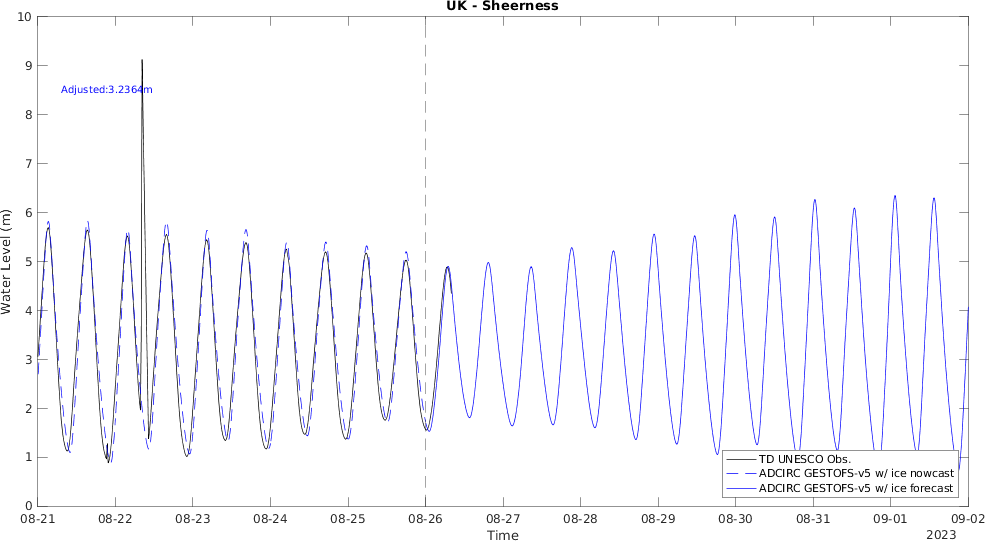 UK - Sheerness
10
9
Adjusted:3.2364m
8
7
6
5
4
3
2
1
0
Water Level (m)
TD UNESCO Obs.
ADCIRC GESTOFS-v5 w/ ice nowcast
ADCIRC GESTOFS-v5 w/ ice forecast
08-21 08-22 08-23 08-24 08-25 08-26 08-27 08-28 08-29 08-30 08-31 09-01 09-02
Time
2023